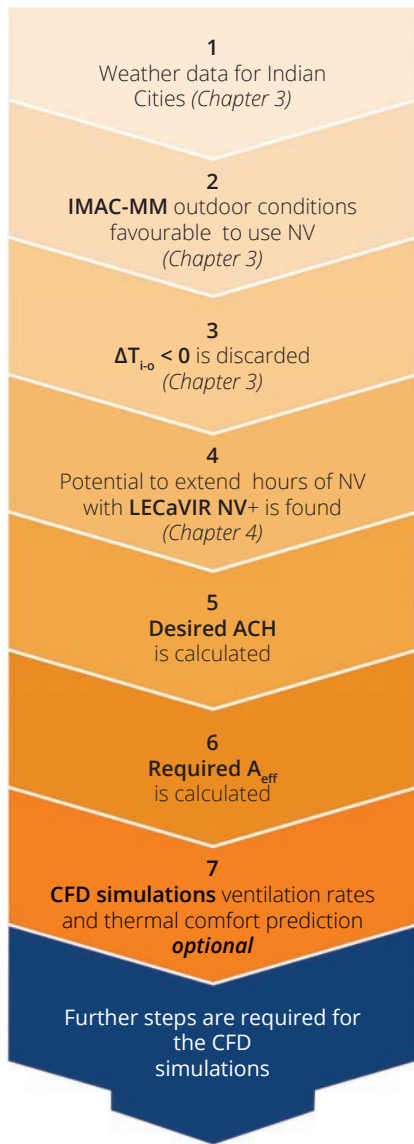 1
Weather data for Indian
Cities (Chapter 3)
2
IMAC-MM outdoor conditions
favourable to use NV
(Chapter 3)
3
ΔTi-o < 0 is discarded
(Chapter 3)
4
Potential to extend hours of NV
with LECaVIR NV+ is found
(Chapter 4)
5
Desired ACH
is calculated
6
Required Aeff
is calculated
7
CFD simulations ventilation rates
and thermal comfort prediction
optional
Further steps are required for
the CFD
simulations